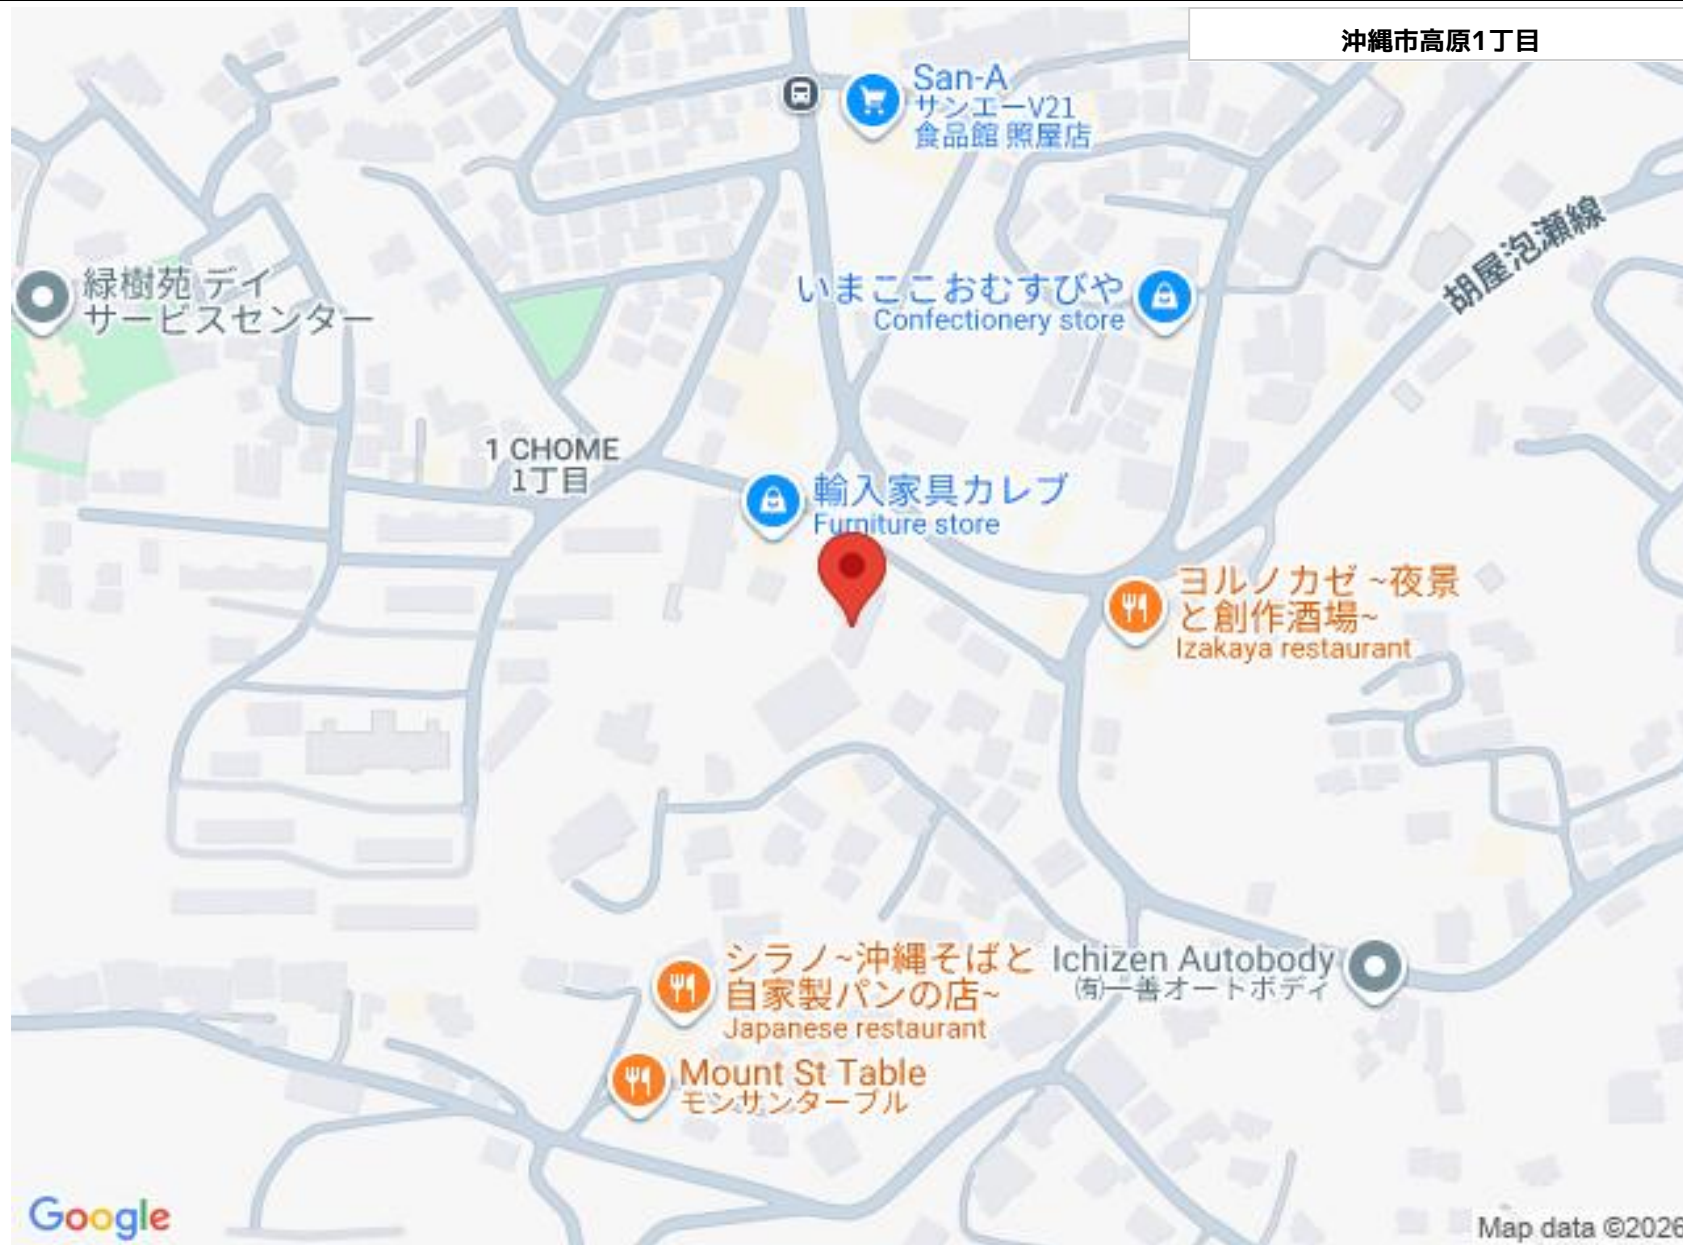 沖縄市高原1丁目
San-A
サンエーV21
食品館 照屋店
胡屋泡瀬線
緑樹苑 デイ
サービスセンター
いまここおむすびや
Confectionery store
1 CHOME
1丁目
輸入家具カレブ
Furniture store
ヨルノカゼ ~夜景
と創作酒場~
Izakaya restaurant
シラノ~沖縄そばと
自家製パンの店~
Japanese restaurant
Ichizen Autobody
㈲一善オートボディ
Mount St Table
モンサンターブル
Google
Map data ©2026